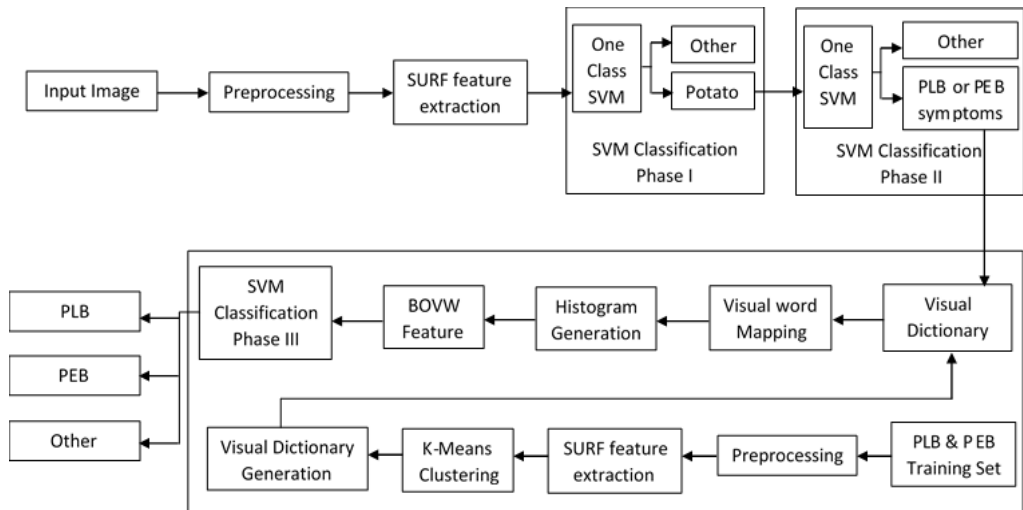 Input Image
Preprocessing
SURF feature
extraction
One
Class
SVM
Other
Potato
SVM Classification
Phase I
One
Class
SVM
Other
PLB or PEB
symptoms
SVM Classification
Phase II
PLB
PEB
Other
SVM
Classification
Phase III
BOVW
Feature
Histogram
Generation
Visual word
Mapping
Visual
Dictionary
Visual Dictionary
Generation
K-Means
Clustering
SURF feature
extraction
Preprocessing
PLB & PEB
Training Set